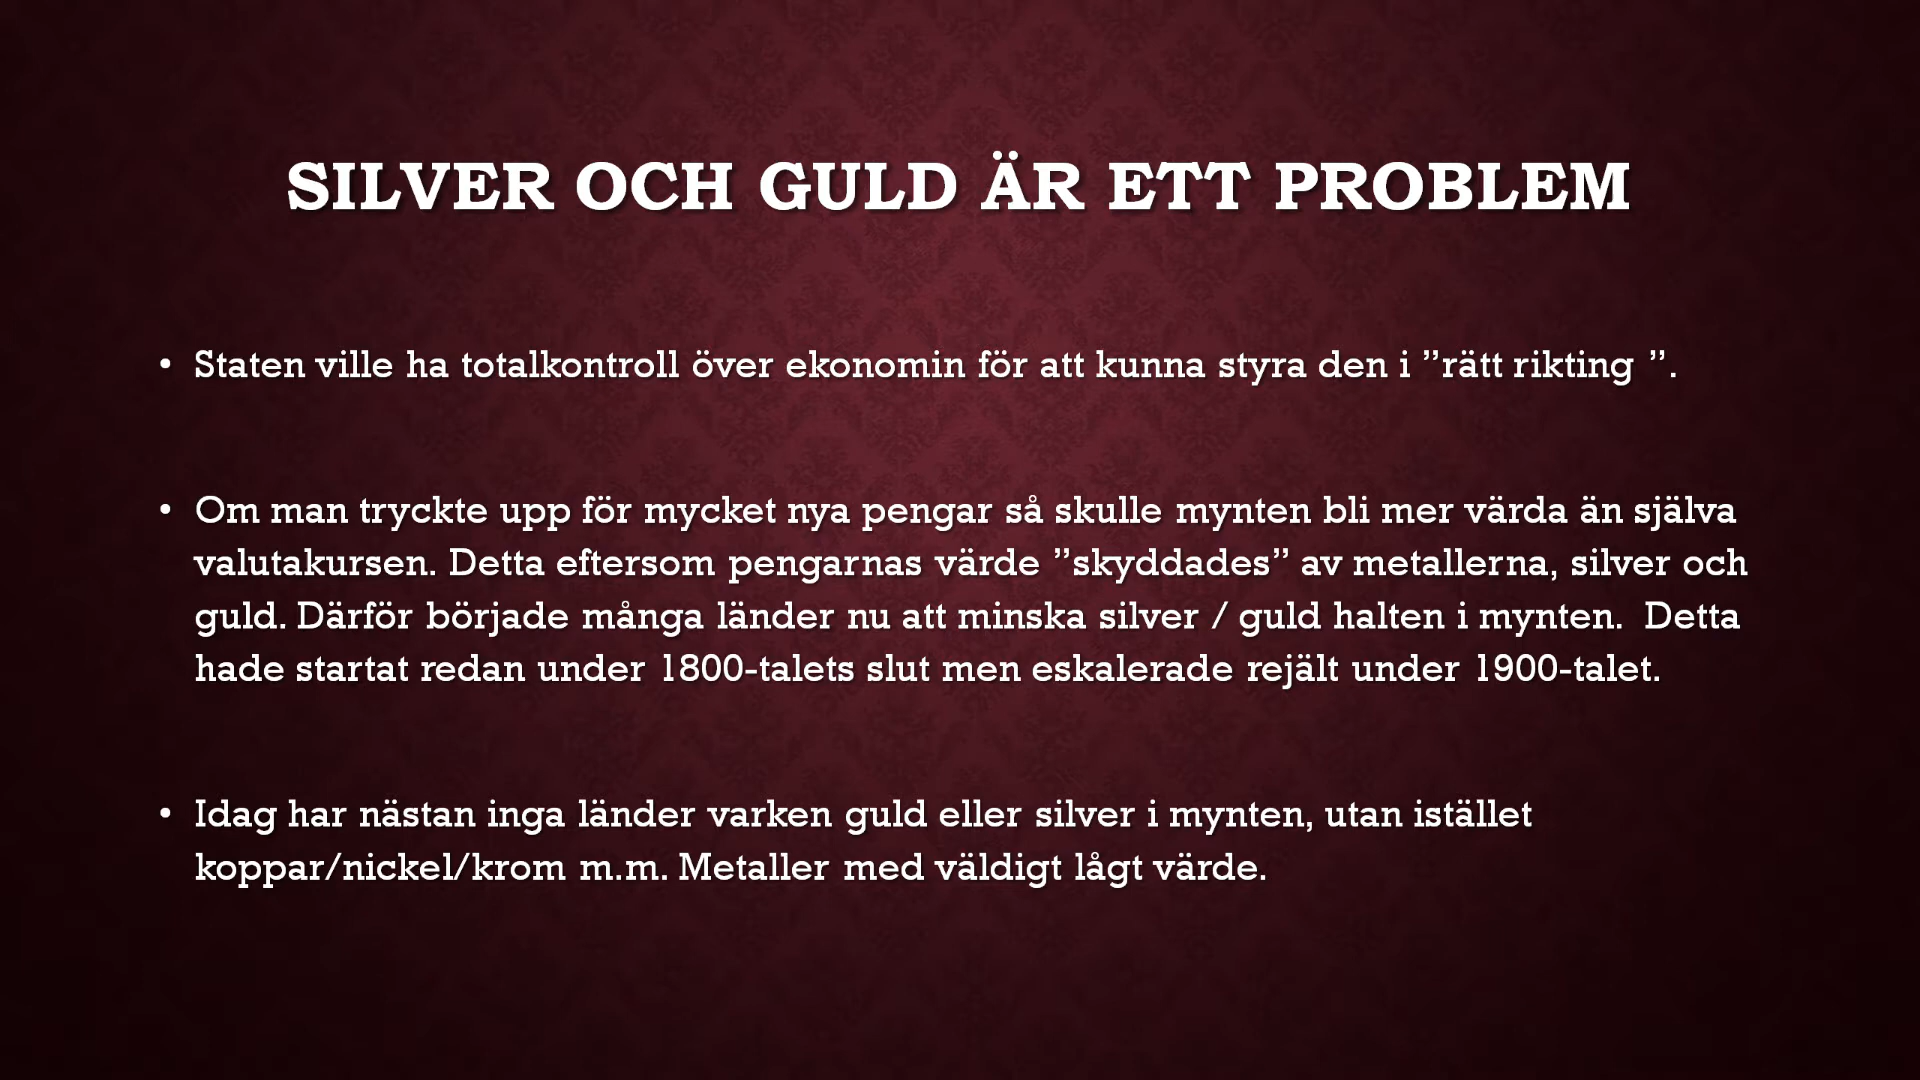 SILVER OCH GULD ÄR ETT PROBLEM
• Staten ville ha totalkontroll över ekonomin för att kunna styra den i ”rätt rikting ”.
• Om man tryckte upp för mycket nya pengar så skulle mynten bli mer värda än själva
valutakursen. Detta eftersom pengarnas värde ”skyddades” av metallerna, silver och
guld. Därför började många länder nu att minska silver / guld halten i mynten.  Detta
hade startat redan under 1800-talets slut men eskalerade rejält under 1900-talet.
• Idag har nästan inga länder varken guld eller silver i mynten, utan istället
koppar/nickel/krom m.m. Metaller med väldigt lågt värde.